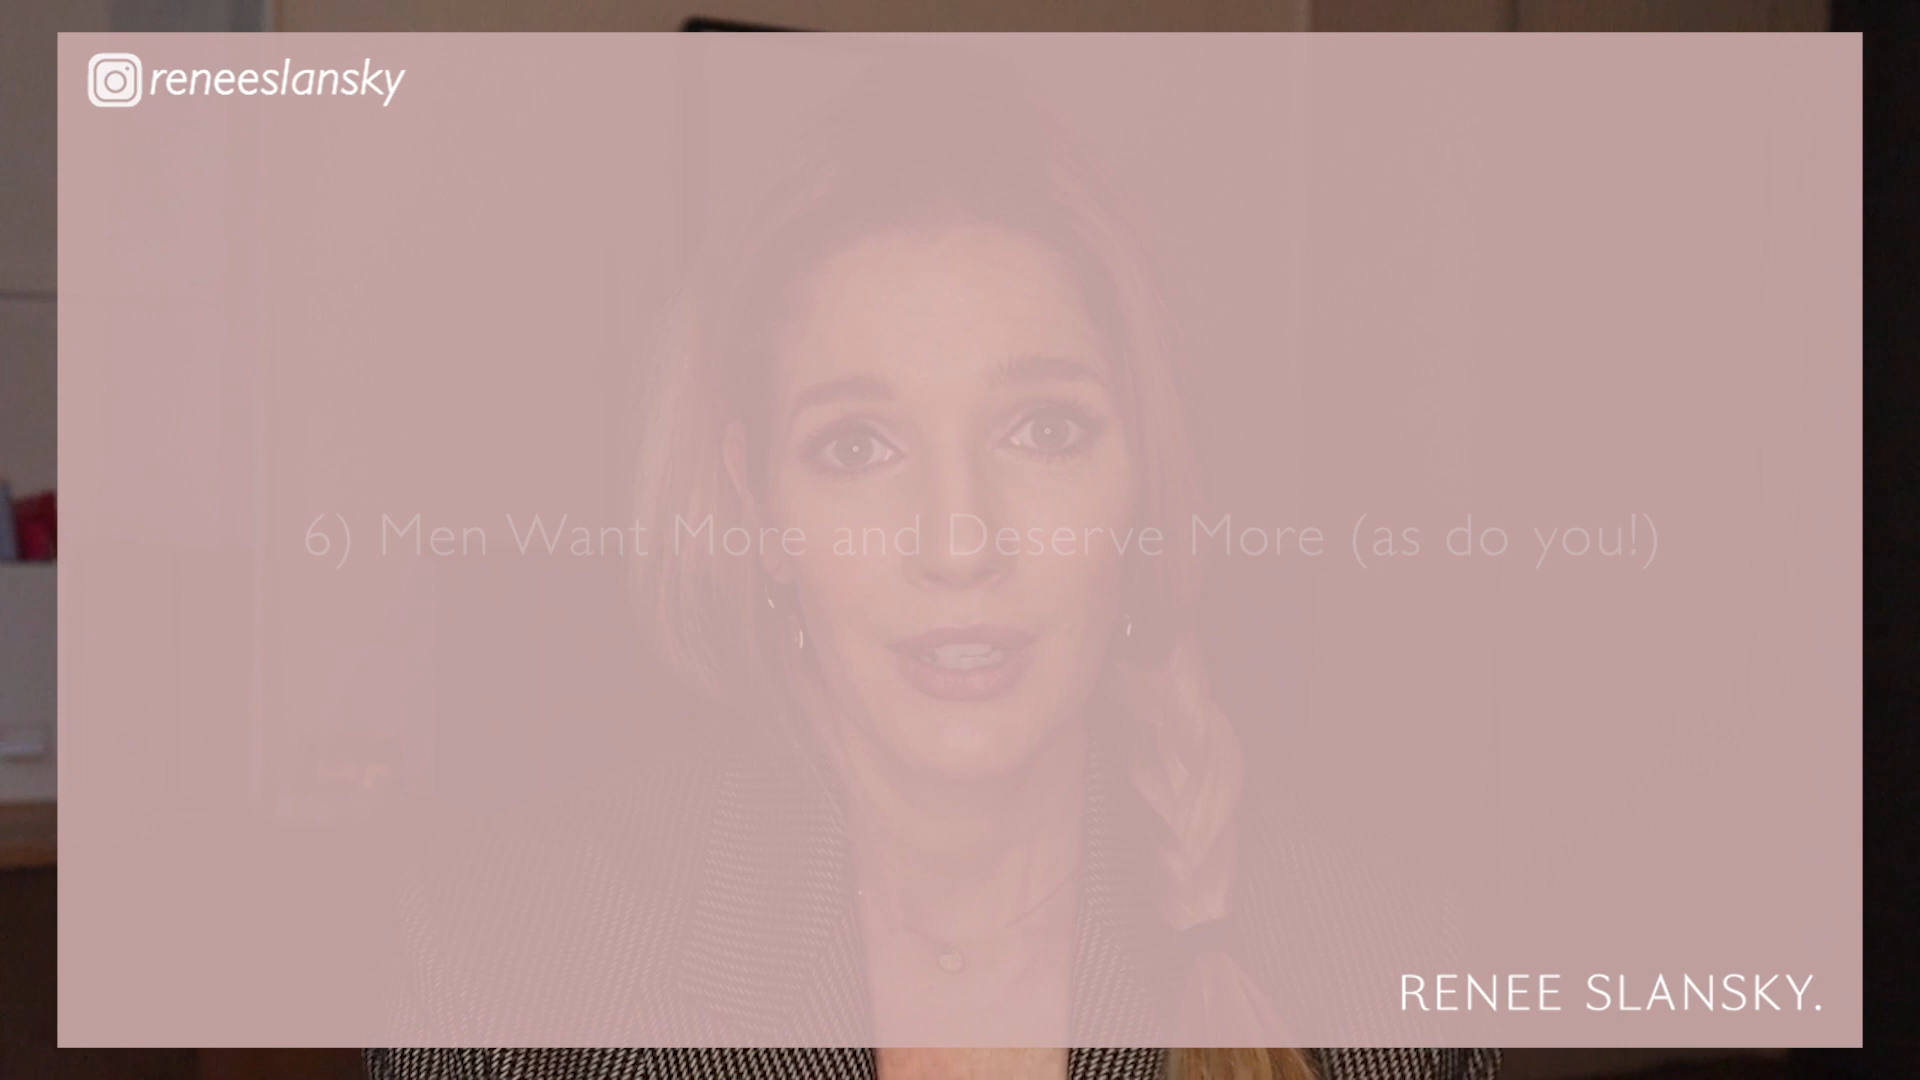 reneeslansky
6) Men Want More and Deserve More (as do you!)
RENEE SLANSKY.